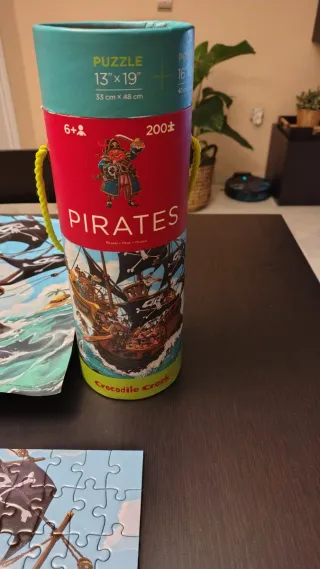 PUZZLE
13" x 19"
33 cm x 48 cm
6+
200
PIRATES
Crocodile Creek